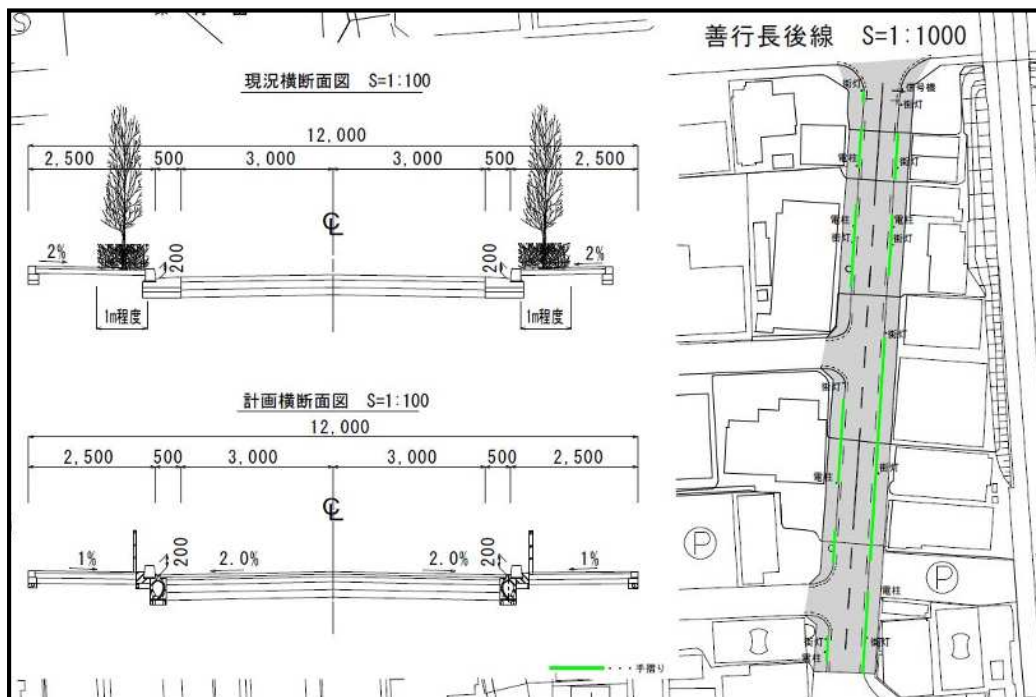 善行長後線 S=1:1000
現況横断面図 S=1:100
12,000
2,500 500 3,000 3,000 500 2,500
CL
2% 200 200 2%
1m程度 1m程度
計画横断面図 S=1:100
12,000
2,500 500 3,000 3,000 500 2,500
CL
1% 200 2.0% 2.0% 200 1%
街灯 信号機
街灯
電柱 街灯
電柱 電柱
街灯 街灯
街灯
街灯
街灯
電柱
P
P
電柱
街灯 街灯
電柱
・・・手摺り